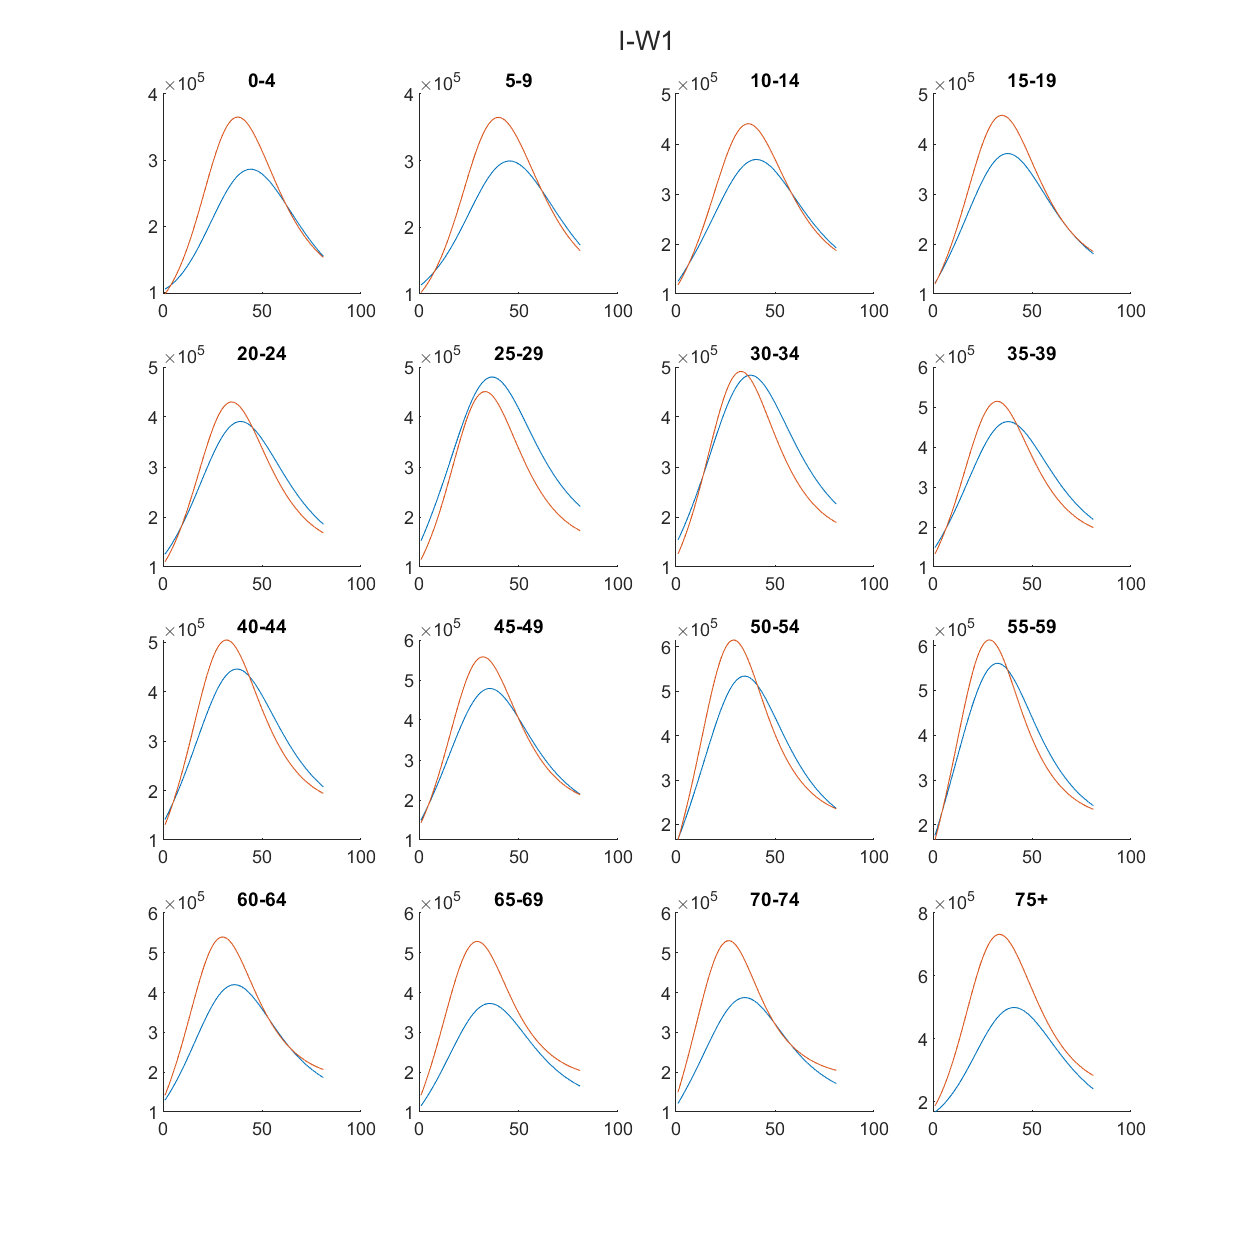 I-W1
×10^5 0-4 ×10^5 5-9 ×10^5 10-14 ×10^5 15-19
4 4 5 5
3 3 4 4
2 2 3 3
2 2
1 1 1 1
0 50 100 0 50 100 0 50 100 0 50 100
×10^5 20-24 ×10^5 25-29 ×10^5 30-34 ×10^5 35-39
5 5 5 6
4 4 4 5
3 3 3 4
2 2 2 3
2
1 1 1 1
0 50 100 0 50 100 0 50 100 0 50 100
×10^5 40-44 ×10^5 45-49 ×10^5 50-54 ×10^5 55-59
5 6 6 6
4 5 5 5
3 4 4 4
2 3 3 3
2 2 2
1 1
0 50 100 0 50 100 0 50 100 0 50 100
×10^5 60-64 ×10^5 65-69 ×10^5 70-74 ×10^5 75+
6 6 6 8
5 5 5 6
4 4 4 4
3 3 3 2
2 2 2
1 1 1
0 50 100 0 50 100 0 50 100 0 50 100